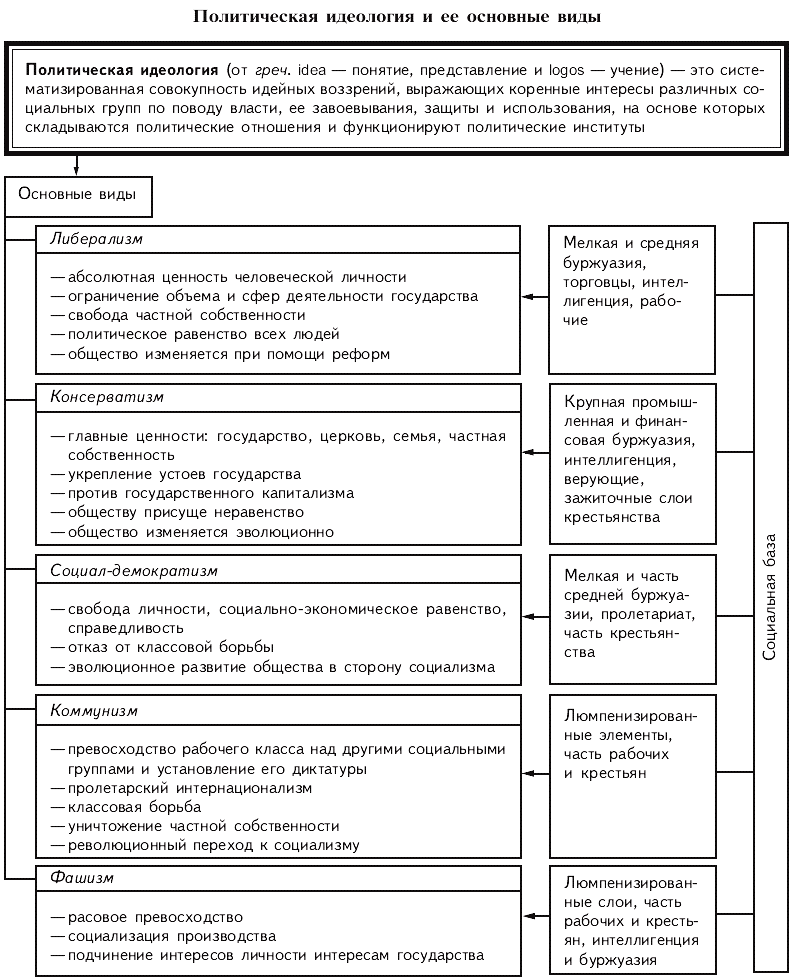 Политическая идеология и ее основные виды
Политическая идеология (от греч. idea — понятие, представление и logos — учение) — это систе-
матизированная совокупность идейных воззрений, выражающих коренные интересы различных со-
циальных групп по поводу власти, ее завоевывания, защиты и использования, на основе которых
складываются политические отношения и функционируют политические институты
Основные виды
Либерализм
— абсолютная ценность человеческой личности
— ограничение объема и сфер деятельности государства
— свобода частной собственности
— политическое равенство всех людей
— общество изменяется при помощи реформ
Мелкая и средняя
буржуазия,
торговцы, интел-
лигенция, рабо-
чие
Консерватизм
— главные ценности: государство, церковь, семья, частная
собственность
— укрепление устоев государства
— против государственного капитализма
— обществу присуще неравенство
— общество изменяется эволюционно
Крупная промыш-
ленная и финан-
совая буржуазия,
интеллигенция,
верующие,
зажиточные слои
крестьянства
Социал-демократизм
— свобода личности, социально-экономическое равенство,
справедливость
— отказ от классовой борьбы
— эволюционное развитие общества в сторону социализма
Мелкая и часть
средней буржуа-
зии, пролетариат,
часть крестьян-
ства
Коммунизм
— превосходство рабочего класса над другими социальными
группами и установление его диктатуры
— пролетарский интернационализм
— классовая борьба
— уничтожение частной собственности
— революционный переход к социализму
Люмпенизирован-
ные элементы,
часть рабочих
и крестьян
Фашизм
— расовое превосходство
— социализация производства
— подчинение интересов личности интересам государства
Люмпенизирован-
ные слои, часть
рабочих и кресть-
ян, интеллигенция
и буржуазия
Социальная база